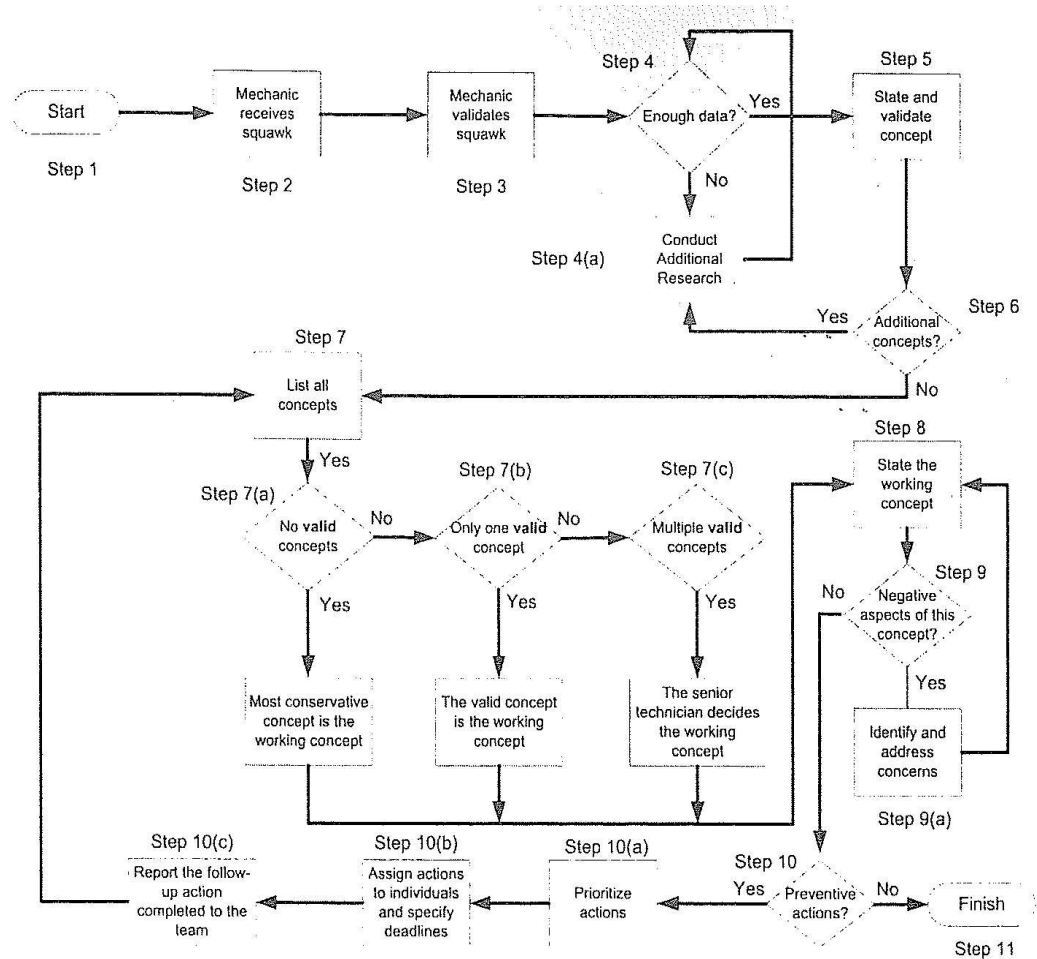 Start
Step 1
Mechanic
receives
squawk
Step 2
Mechanic
validates
squawk
Step 3
Step 4
Enough data?
Yes
No
Step 4(a)
Conduct
Additional
Research
Step 5
State and
validate
concept
Step 6
Additional
concepts?
Yes
No
Step 7
List all
concepts
Yes
Step 7(a)
No valid
concepts
No
Yes
Step 7(b)
Only one valid
concept
No
Yes
Step 7(c)
Multiple valid
concepts
Yes
Most conservative
concept is the
working concept
The valid concept
is the working
concept
The senior
technician decides
the working
concept
Step 8
State the
working
concept
Step 9
Negative
aspects of this
concept?
No
Yes
Identify and
address
concerns
Step 9(a)
Step 10
Preventive
actions?
Yes
No
Finish
Step 11
Step 10(a)
Prioritize
actions
Step 10(b)
Assign actions
to individuals
and specify
deadlines
Step 10(c)
Report the follow-
up action
completed to the
team